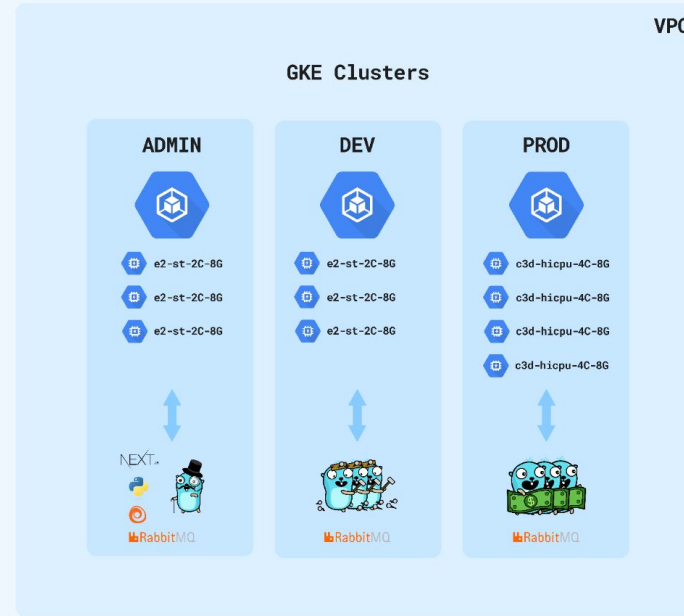 VPC
GKE Clusters
ADMIN
e2-st-2C-8G
e2-st-2C-8G
e2-st-2C-8G
NEXT.
RabbitMQ
DEV
e2-st-2C-8G
e2-st-2C-8G
e2-st-2C-8G
RabbitMQ
PROD
c3d-hicpu-4C-8G
c3d-hicpu-4C-8G
c3d-hicpu-4C-8G
c3d-hicpu-4C-8G
RabbitMQ